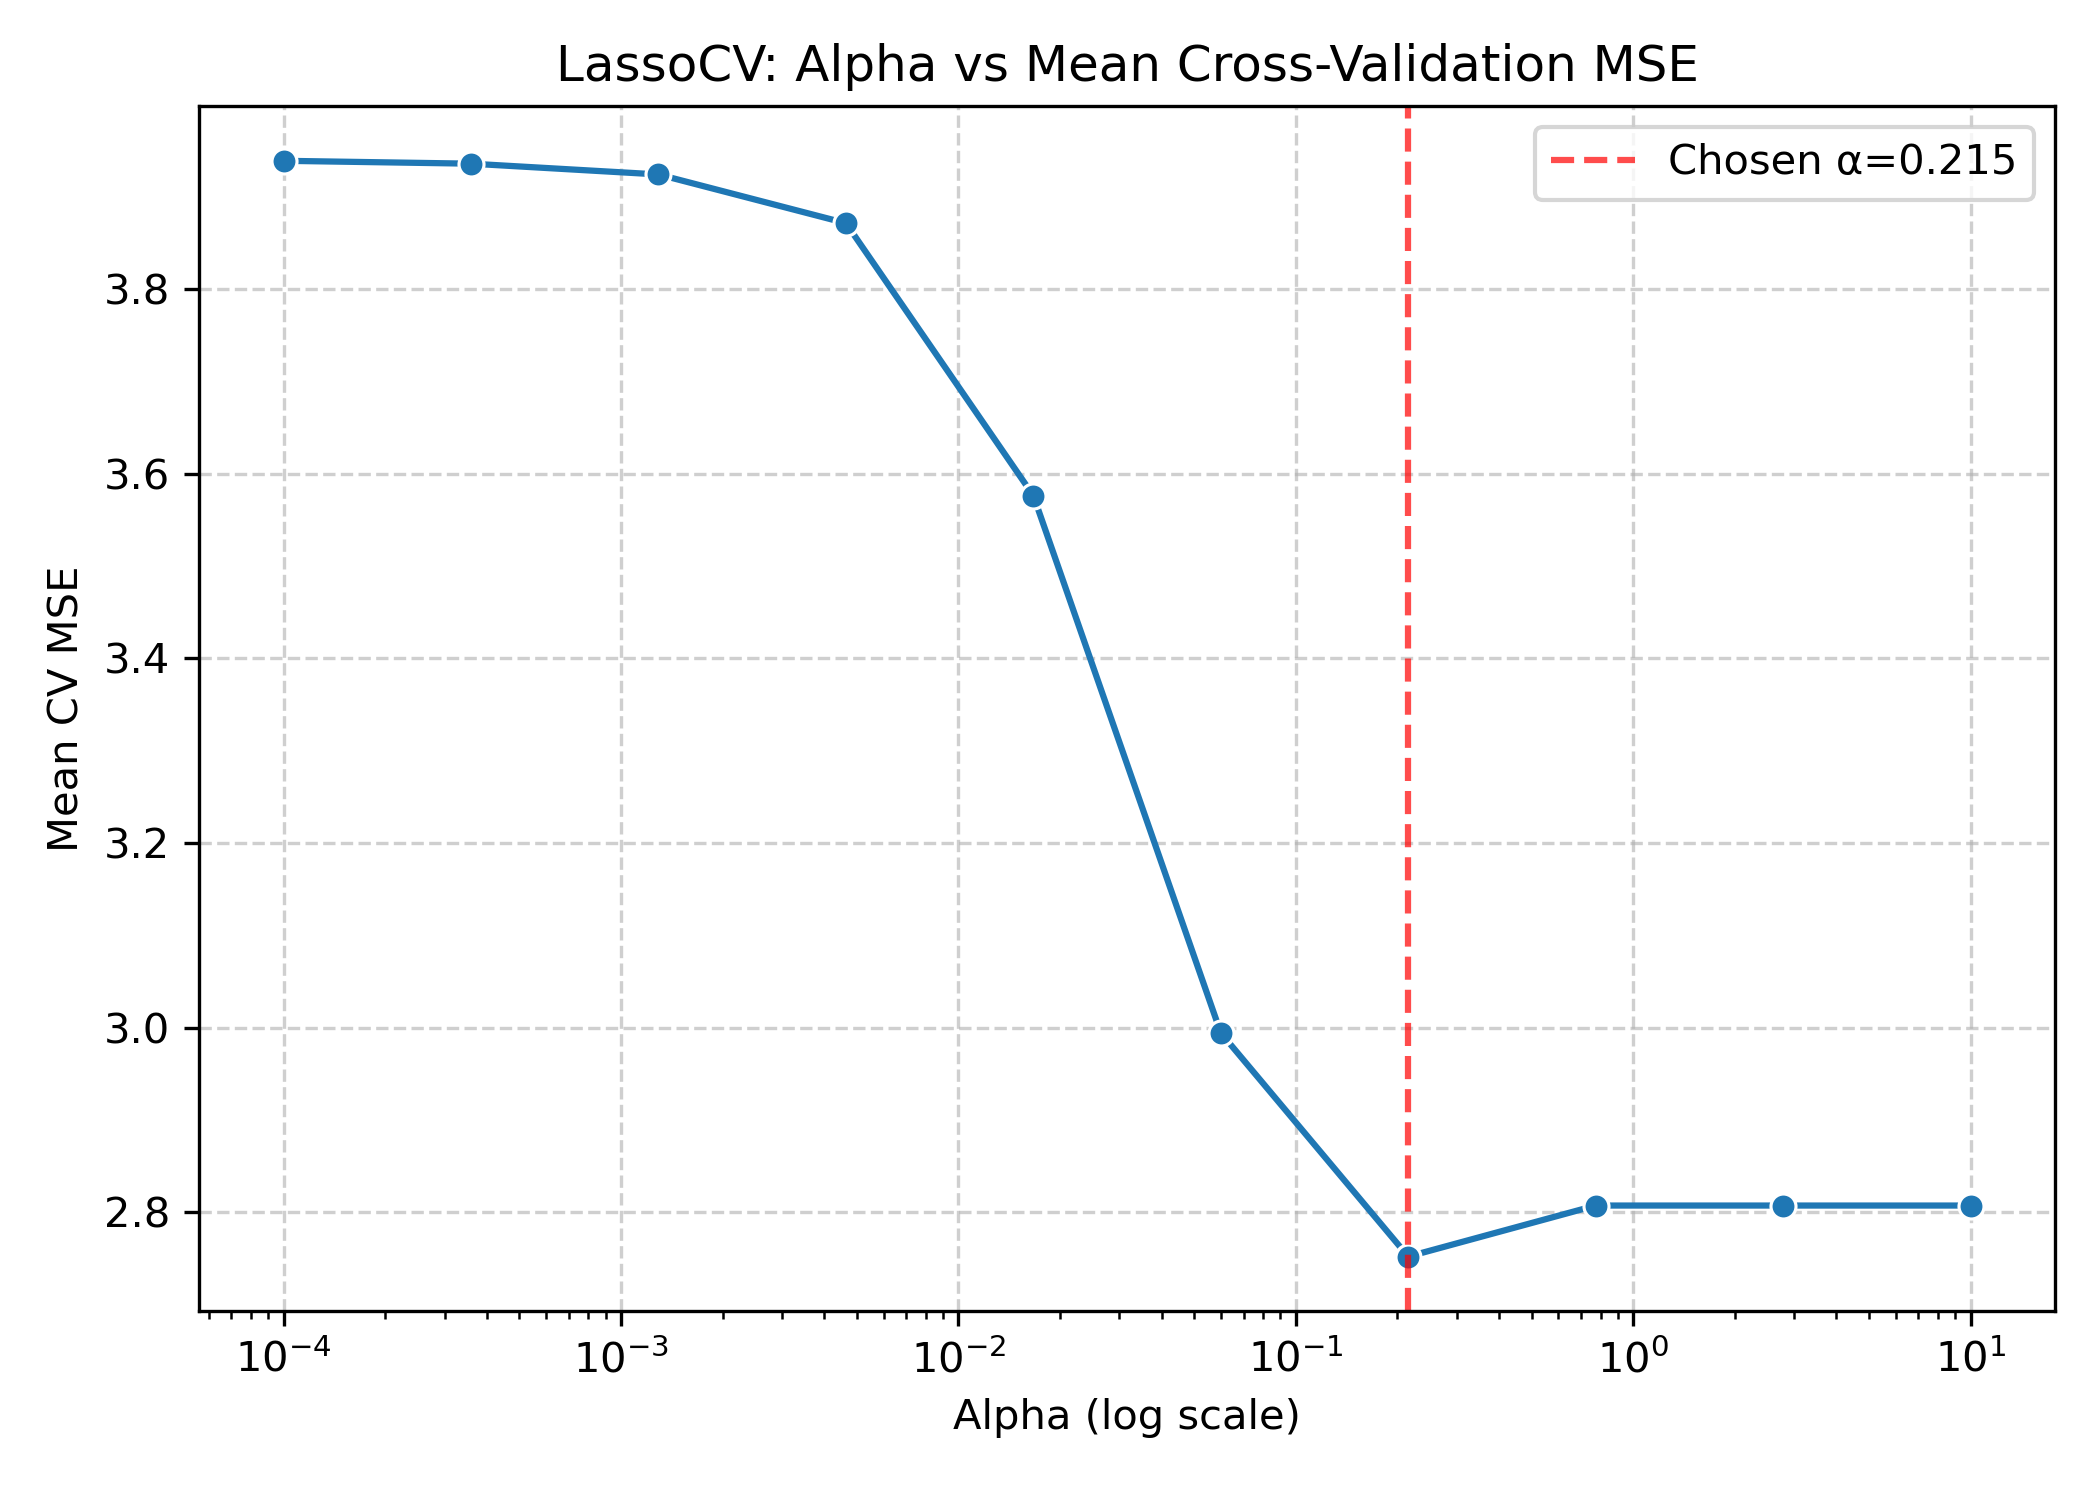 LassoCV: Alpha vs Mean Cross-Validation MSE
Chosen α=0.215
Mean CV MSE
3.8
3.6
3.4
3.2
3.0
2.8
10⁻⁴ 10⁻³ 10⁻² 10⁻¹ 10⁰ 10¹
Alpha (log scale)